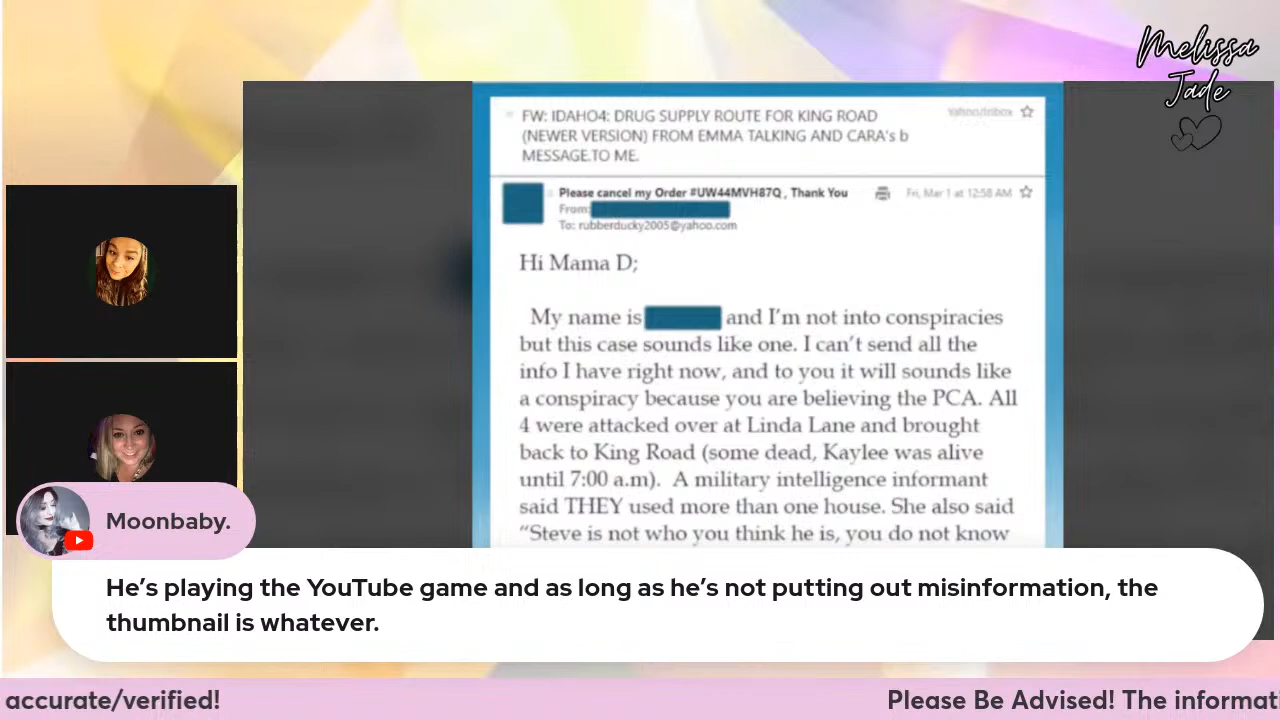 Melissa
Jade
FW: IDAHO4: DRUG SUPPLY ROUTE FOR KING ROAD
(NEWER VERSION) FROM EMMA TALKING AND CARA's b
MESSAGE.TO ME.
Yahoo/Inbox
Please cancel my Order #UW44MVH87Q , Thank You
Fri, Mar 1 at 12:58 AM
From:
To: rubberducky2005@yahoo.com
Hi Mama D;
My name is and I'm not into conspiracies
but this case sounds like one. I can't send all the
info I have right now, and to you it will sounds like
a conspiracy because you are believing the PCA. All
4 were attacked over at Linda Lane and brought
back to King Road (some dead, Kaylee was alive
until 7:00 a.m). A military intelligence informant
said THEY used more than one house. She also said
“Steve is not who you think he is, you do not know
Moonbaby.
He’s playing the YouTube game and as long as he’s not putting out misinformation, the
thumbnail is whatever.
accurate/verified!
Please Be Advised! The informati